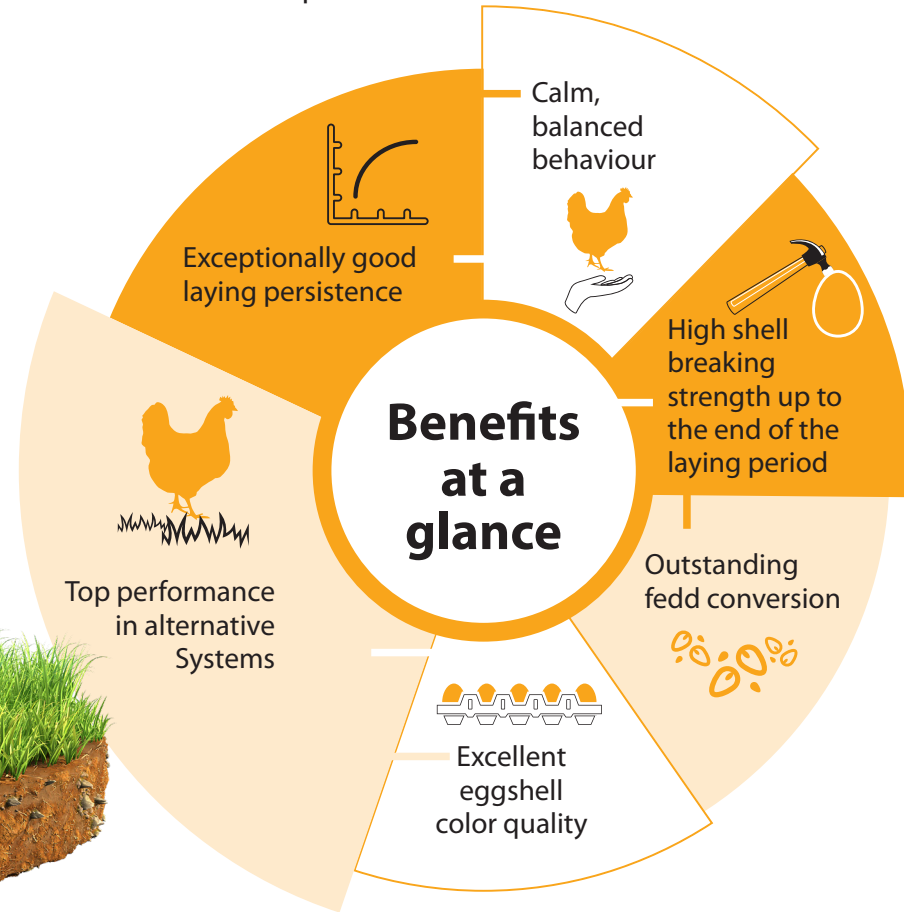 Calm,
balanced
behaviour
Exceptionally good
laying persistence
High shell
breaking
strength up to
the end of the
laying period
Benefits
at a
glance
Outstanding
fedd conversion
Top performance
in alternative
Systems
Excellent
eggshell
color quality